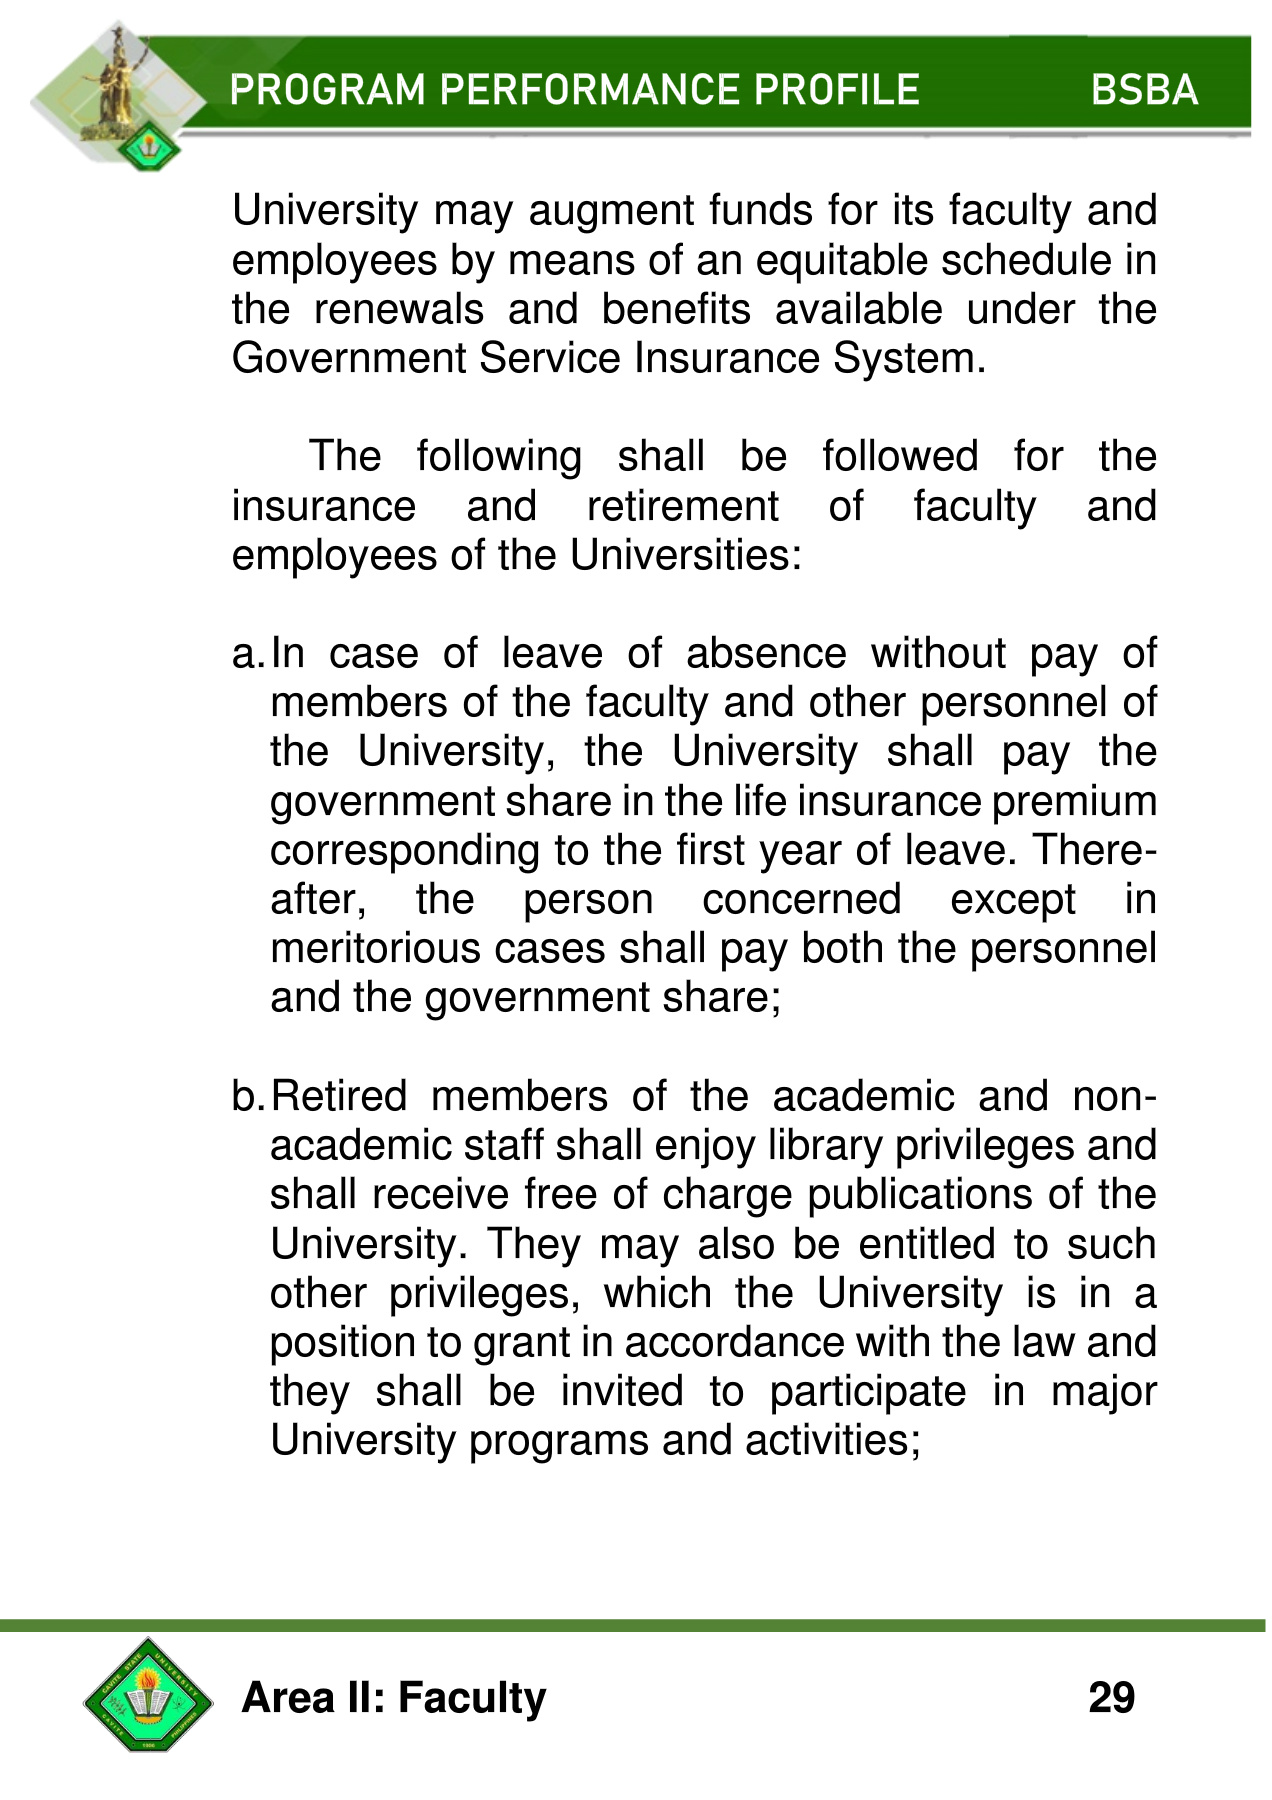 PROGRAM PERFORMANCE PROFILE BSBA
University may augment funds for its faculty and
employees by means of an equitable schedule in
the renewals and benefits available under the
Government Service Insurance System.
The following shall be followed for the
insurance and retirement of faculty and
employees of the Universities:
a. In case of leave of absence without pay of
members of the faculty and other personnel of
the University, the University shall pay the
government share in the life insurance premium
corresponding to the first year of leave. There-
after, the person concerned except in
meritorious cases shall pay both the personnel
and the government share;
b. Retired members of the academic and non-
academic staff shall enjoy library privileges and
shall receive free of charge publications of the
University. They may also be entitled to such
other privileges, which the University is in a
position to grant in accordance with the law and
they shall be invited to participate in major
University programs and activities;
CAVITE STATE UNIVERSITY
CAVITE 1906 PHILIPPINES
Area II: Faculty 29